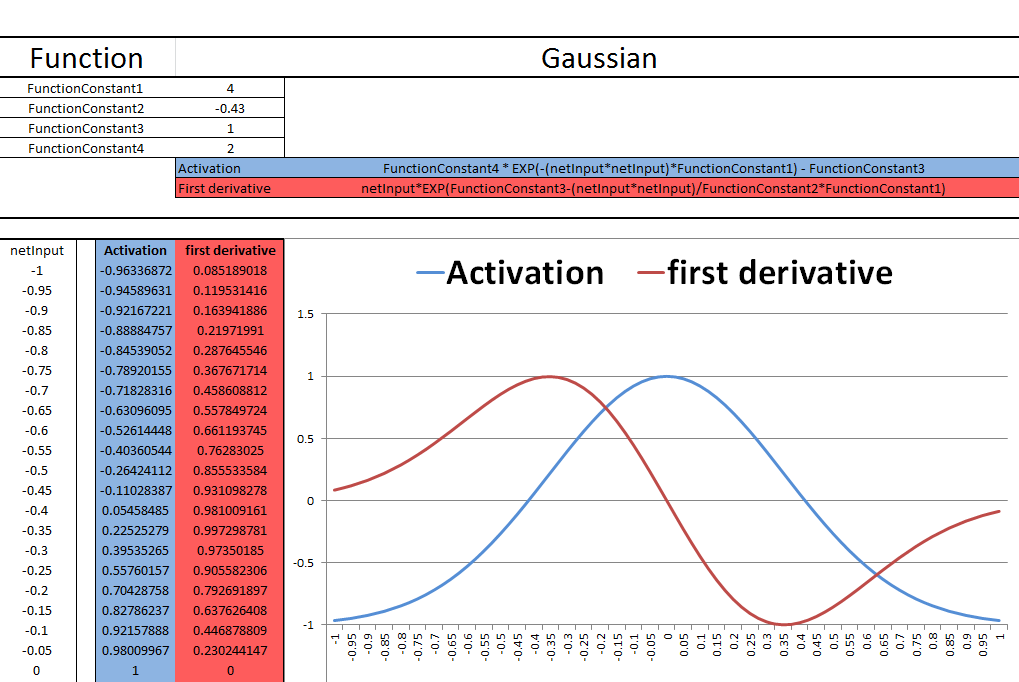 Function Gaussian
FunctionConstant1 4
FunctionConstant2 -0.43
FunctionConstant3 1
FunctionConstant4 2
Activation FunctionConstant4 * EXP(-(netInput*netInput)*FunctionConstant1) - FunctionConstant3
First derivative netInput*EXP(FunctionConstant3-(netInput*netInput)/FunctionConstant2*FunctionConstant1)
netInput Activation first derivative
-1 -0.96336872 0.085189018
-0.95 -0.94589631 0.119531416
-0.9 -0.92167221 0.163941886
-0.85 -0.88884757 0.21971991
-0.8 -0.84539052 0.287645546
-0.75 -0.78920155 0.367671714
-0.7 -0.71828316 0.458608812
-0.65 -0.63096095 0.557849724
-0.6 -0.52614448 0.661193745
-0.55 -0.40360544 0.76283025
-0.5 -0.26424112 0.855533584
-0.45 -0.11028387 0.931098278
-0.4 0.05458485 0.981009161
-0.35 0.22525279 0.997298781
-0.3 0.39535265 0.97350185
-0.25 0.55760157 0.905582306
-0.2 0.70428758 0.792691897
-0.15 0.82786237 0.637626408
-0.1 0.92157888 0.446878809
-0.05 0.98009967 0.230244147
0 1 0
Activation first derivative
1.5
1
0.5
0
-0.5
-1
-1 -0.95 -0.9 -0.85 -0.8 -0.75 -0.7 -0.65 -0.6 -0.55 -0.5 -0.45 -0.4 -0.35 -0.3 -0.25 -0.2 -0.15 -0.1 -0.05 0 0.05 0.1 0.15 0.2 0.25 0.3 0.35 0.4 0.45 0.5 0.55 0.6 0.65 0.7 0.75 0.8 0.85 0.9 0.95 1